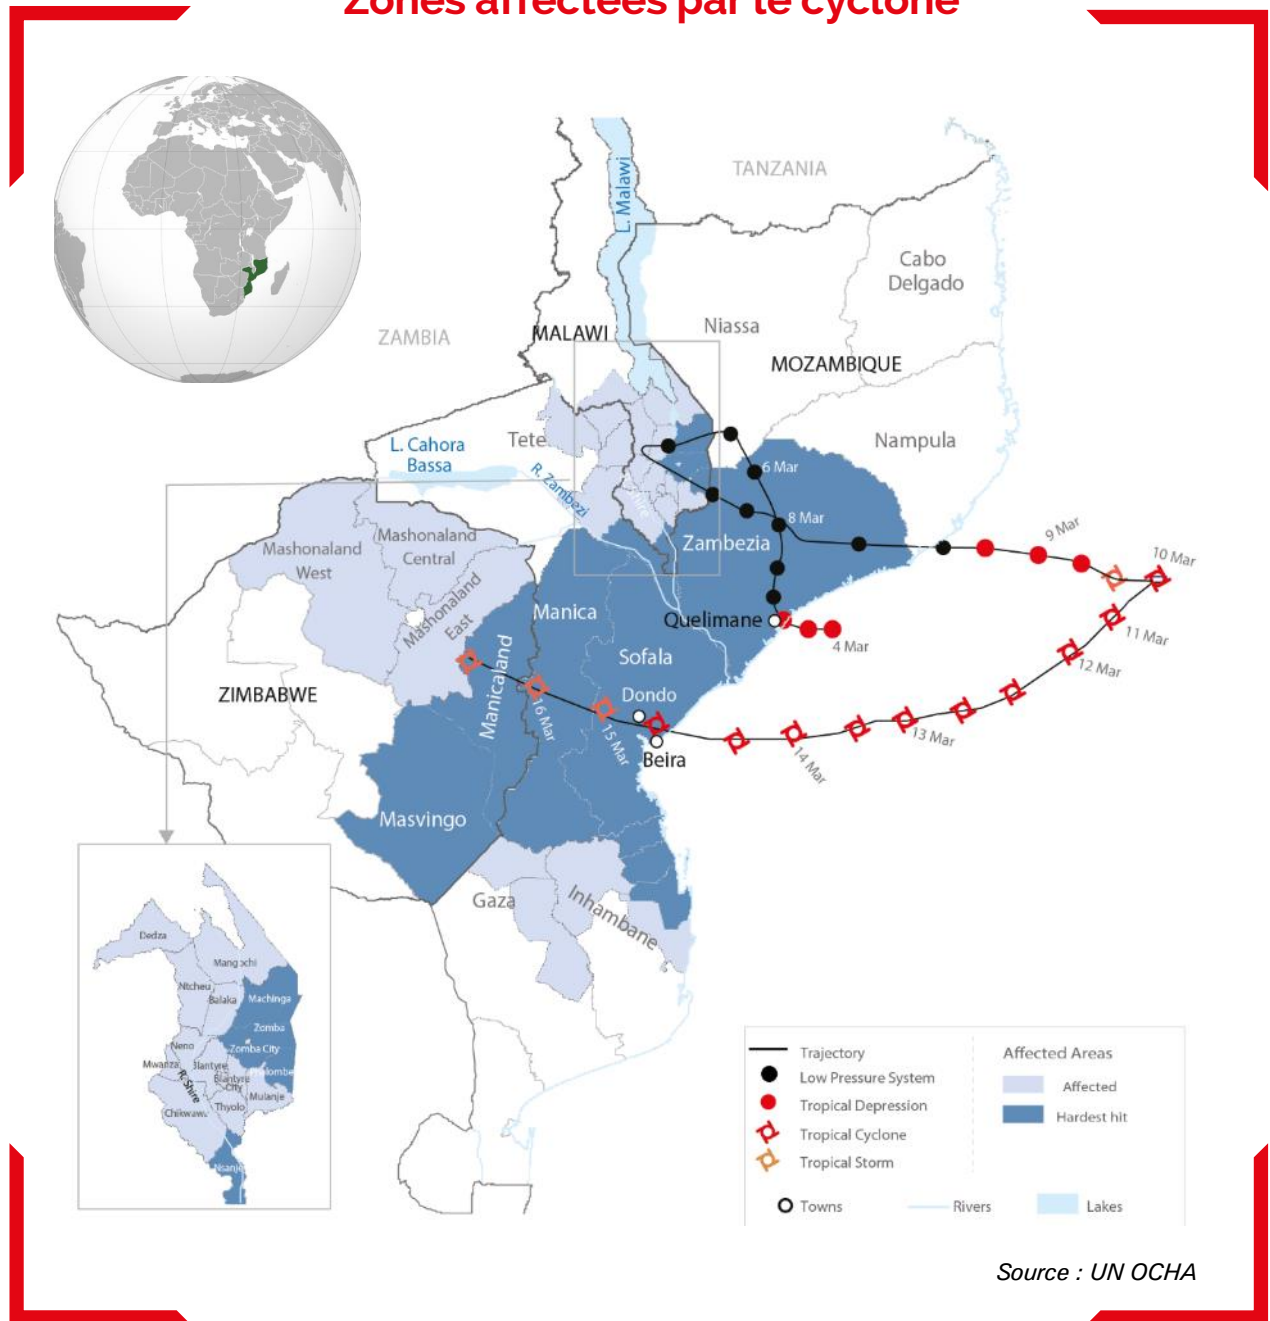 Zones affectées par le cyclone
TANZANIA
L. Malawi
Cabo
Delgado
Niassa
ZAMBIA
MALAWI
MOZAMBIQUE
Nampula
Tete
L. Cahora
Bassa
R. Zambezi
Shire
6 Mar
8 Mar
Zambezia
9 Mar
10 Mar
11 Mar
12 Mar
13 Mar
14 Mar
4 Mar
Quelimane
Mashonaland
West
Mashonaland
Central
Mashonaland
East
Manica
Sofala
Dondo
Beira
15 Mar
16 Mar
Manicaland
ZIMBABWE
Masvingo
Gaza
Inhambane
Dedza
Mangochi
Ntcheu
Balaka
Machinga
Zomba
Zomba City
Neno
Mwanza
Blantyre
Blantyre
City
Phalombe
R. Shire
Mulanje
Thyolo
Chikwawa
Nsanje
Trajectory
Low Pressure System
Tropical Depression
Tropical Cyclone
Tropical Storm
Affected Areas
Affected
Hardest hit
Towns
Rivers
Lakes
Source : UN OCHA